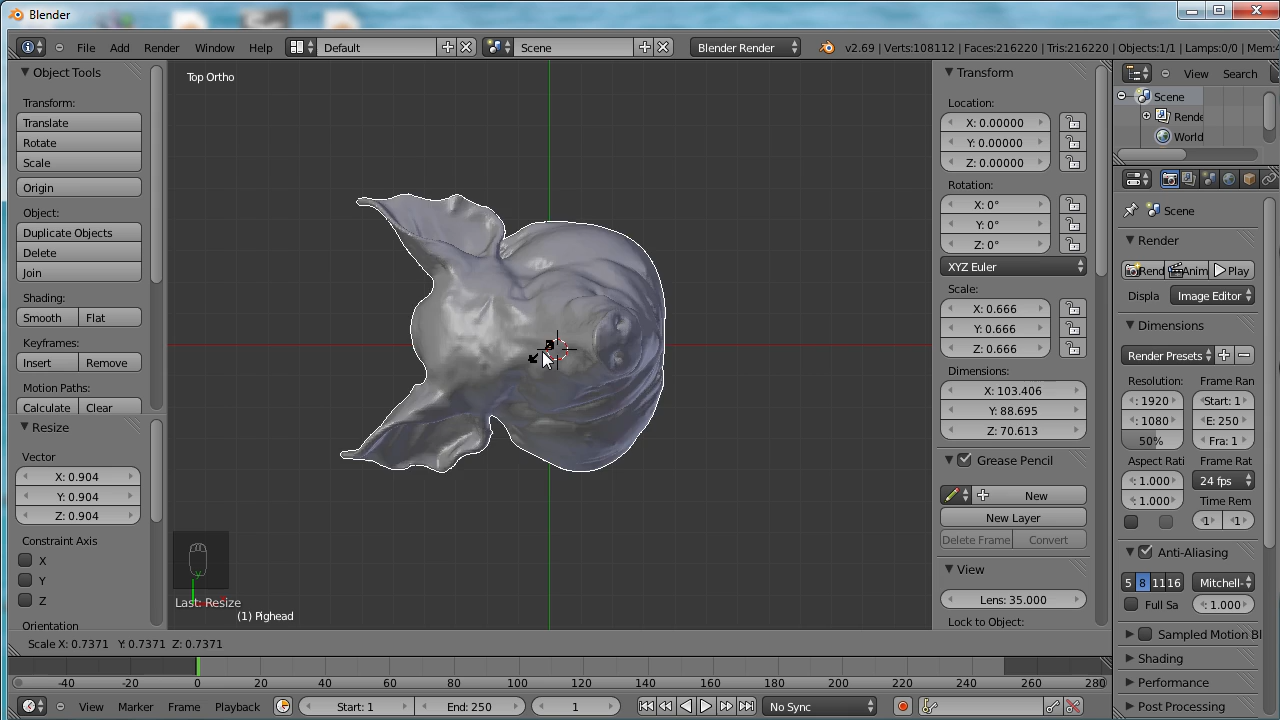 Blender
File Add Render Window Help Default Scene Blender Render v2.69 | Verts:108112 | Faces:216220 | Tris:216220 | Objects:1/1 | Lamps:0/0 | Mem:
Object Tools
Transform:
Translate
Rotate
Scale
Origin
Object:
Duplicate Objects
Delete
Join
Shading:
Smooth Flat
Keyframes:
Insert Remove
Motion Paths:
Calculate Clear
Resize
Vector
X: 0.904
Y: 0.904
Z: 0.904
Constraint Axis
X
Y
Z
Orientation
Top Ortho
y
Last: Resize
(1) Pighead
Scale X: 0.7371 Y: 0.7371 Z: 0.7371
Transform
Location:
X: 0.00000
Y: 0.00000
Z: 0.00000
Rotation:
X: 0°
Y: 0°
Z: 0°
XYZ Euler
Scale:
X: 0.666
Y: 0.666
Z: 0.666
Dimensions:
X: 103.406
Y: 88.695
Z: 70.613
Grease Pencil
New
New Layer
Delete Frame Convert
View
Lens: 35.000
Lock to Object:
View Search
Scene
Rende
World
Scene
Render
Rend Anim Play
Displa Image Editor
Dimensions
Render Presets
Resolution: Frame Ran
: 1920 Start: 1
: 1080 E: 250
50% Fra: 1
Aspect Rati Frame Rat
: 1.000 24 fps
: 1.000 Time Rem
1 1
Anti-Aliasing
5 8 11 16 Mitchell-
Full Sa : 1.000
Sampled Motion Bl
Shading
Performance
Post Processing
-40 -20 0 20 40 60 80 100 120 140 160 180 200 220 240 260 280
View Marker Frame Playback Start: 1 End: 250 1 No Sync